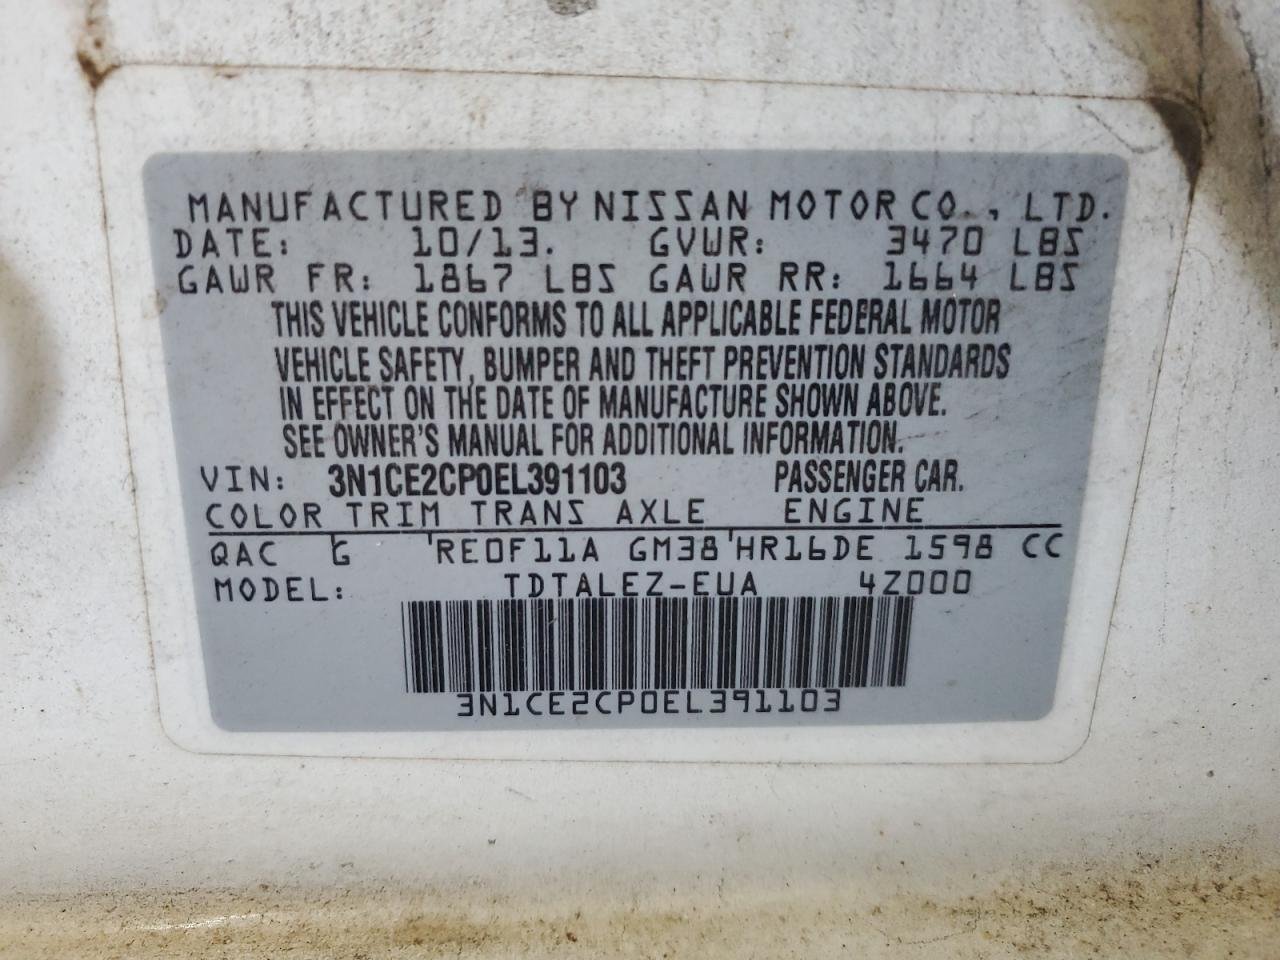 MANUFACTURED BY NISSAN MOTOR CO., LTD.
DATE: 10/13. GVWR: 3470 LBS
GAWR FR: 1867 LBS GAWR RR: 1664 LBS
THIS VEHICLE CONFORMS TO ALL APPLICABLE FEDERAL MOTOR
VEHICLE SAFETY, BUMPER AND THEFT PREVENTION STANDARDS
IN EFFECT ON THE DATE OF MANUFACTURE SHOWN ABOVE.
SEE OWNER'S MANUAL FOR ADDITIONAL INFORMATION.
VIN: 3N1CE2CP0EL391103 PASSENGER CAR.
COLOR TRIM TRANS AXLE ENGINE
QAC G RE0F11A GM38 HR16DE 1598 CC
MODEL: TDTALEZ-EUA 4Z000
3N1CE2CP0EL391103